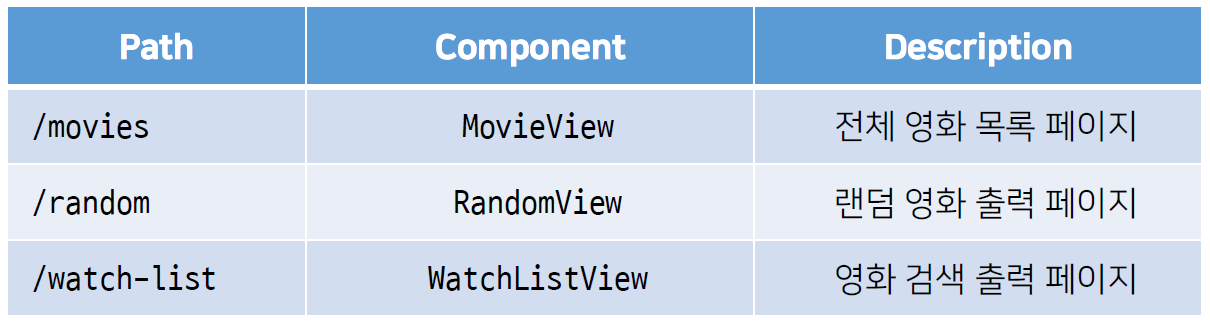 Path Component Description
/movies MovieView 전체 영화 목록 페이지
/random RandomView 랜덤 영화 출력 페이지
/watch-list WatchListView 영화 검색 출력 페이지